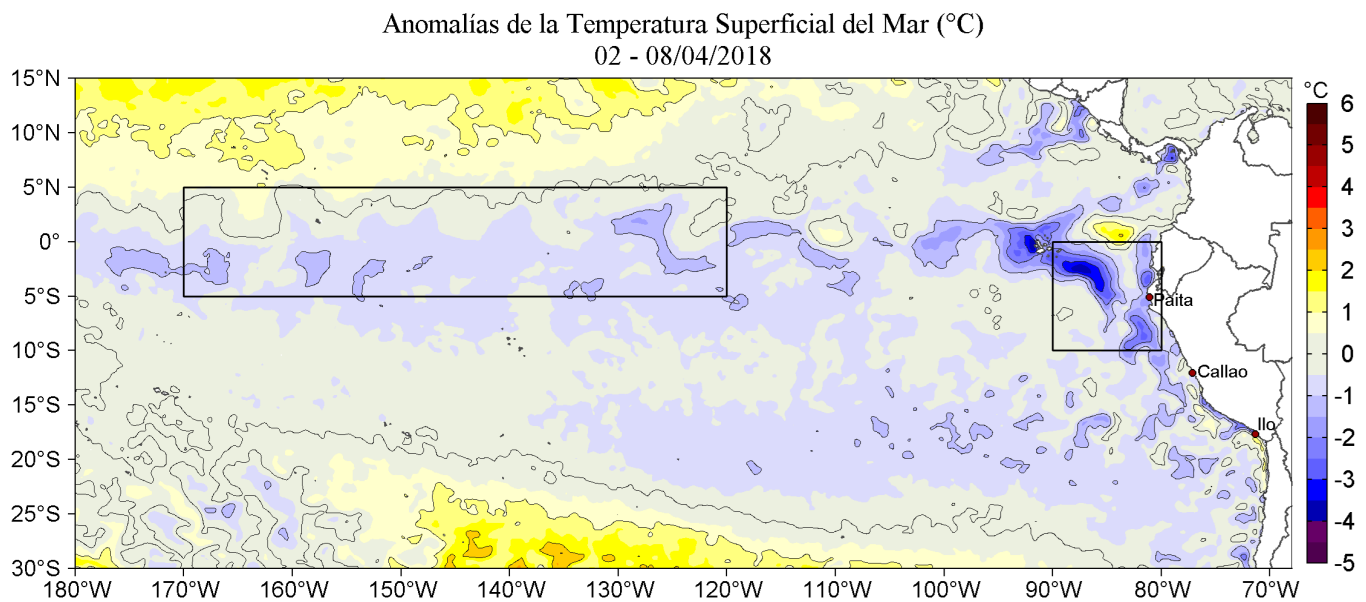 Anomalías de la Temperatura Superficial del Mar (°C)
02 - 08/04/2018
15°N
10°N
5°N
0°
5°S
10°S
15°S
20°S
25°S
30°S
180°W
170°W
160°W
150°W
140°W
130°W
120°W
110°W
100°W
90°W
80°W
70°W
Paita
Callao
Ilo
°C
6
5
4
3
2
1
0
-1
-2
-3
-4
-5